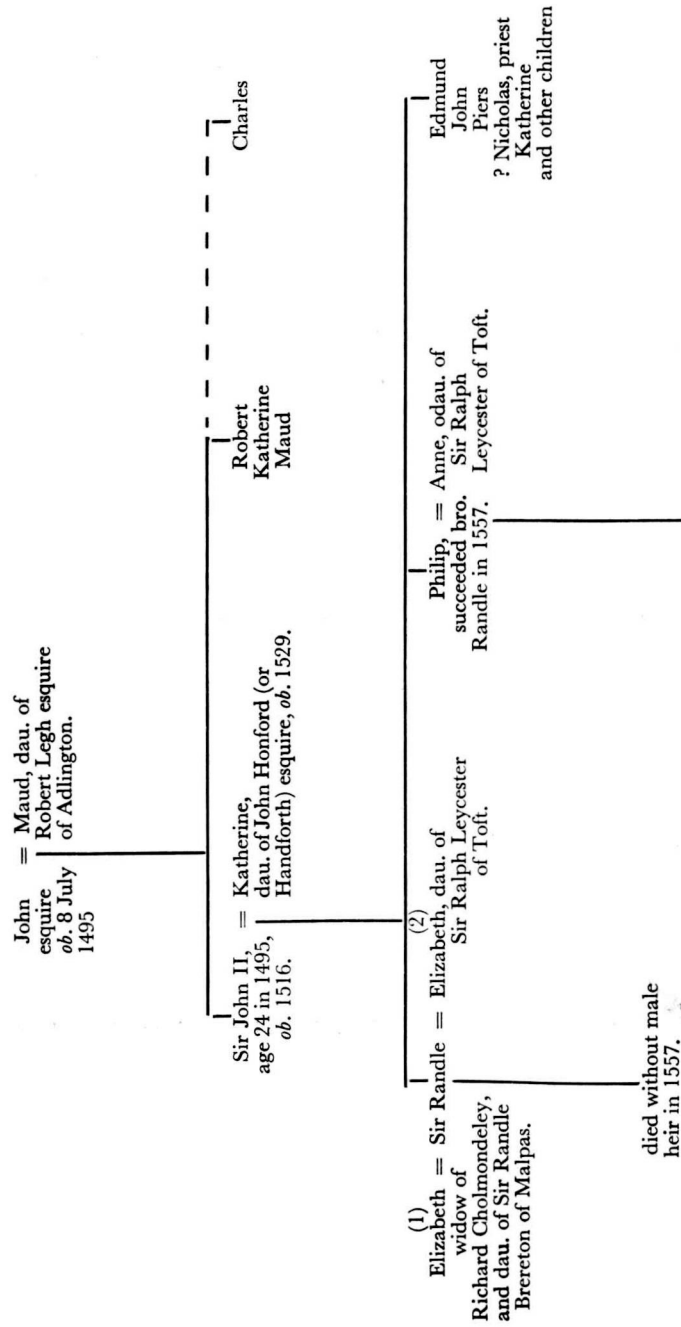 John = Maud, dau. of
esquire Robert Legh esquire
ob. 8 July of Adlington.
1495
Sir John II, = Katherine,
age 24 in 1495, dau. of John Honford (or
ob. 1516. Handforth) esquire, ob. 1529.
Robert
Katherine
Maud
Charles
(1)
Elizabeth = Sir Randle = Elizabeth, dau. of
(2)
widow of
Richard Cholmondeley,
and dau. of Sir Randle
Brereton of Malpas.
Sir Ralph Leycester
of Toft.
Philip, = Anne, odau. of
succeeded bro. Sir Ralph
Randle in 1557. Leycester of Toft.
Edmund
John
Piers
? Nicholas, priest
Katherine
and other children
died without male
heir in 1557.